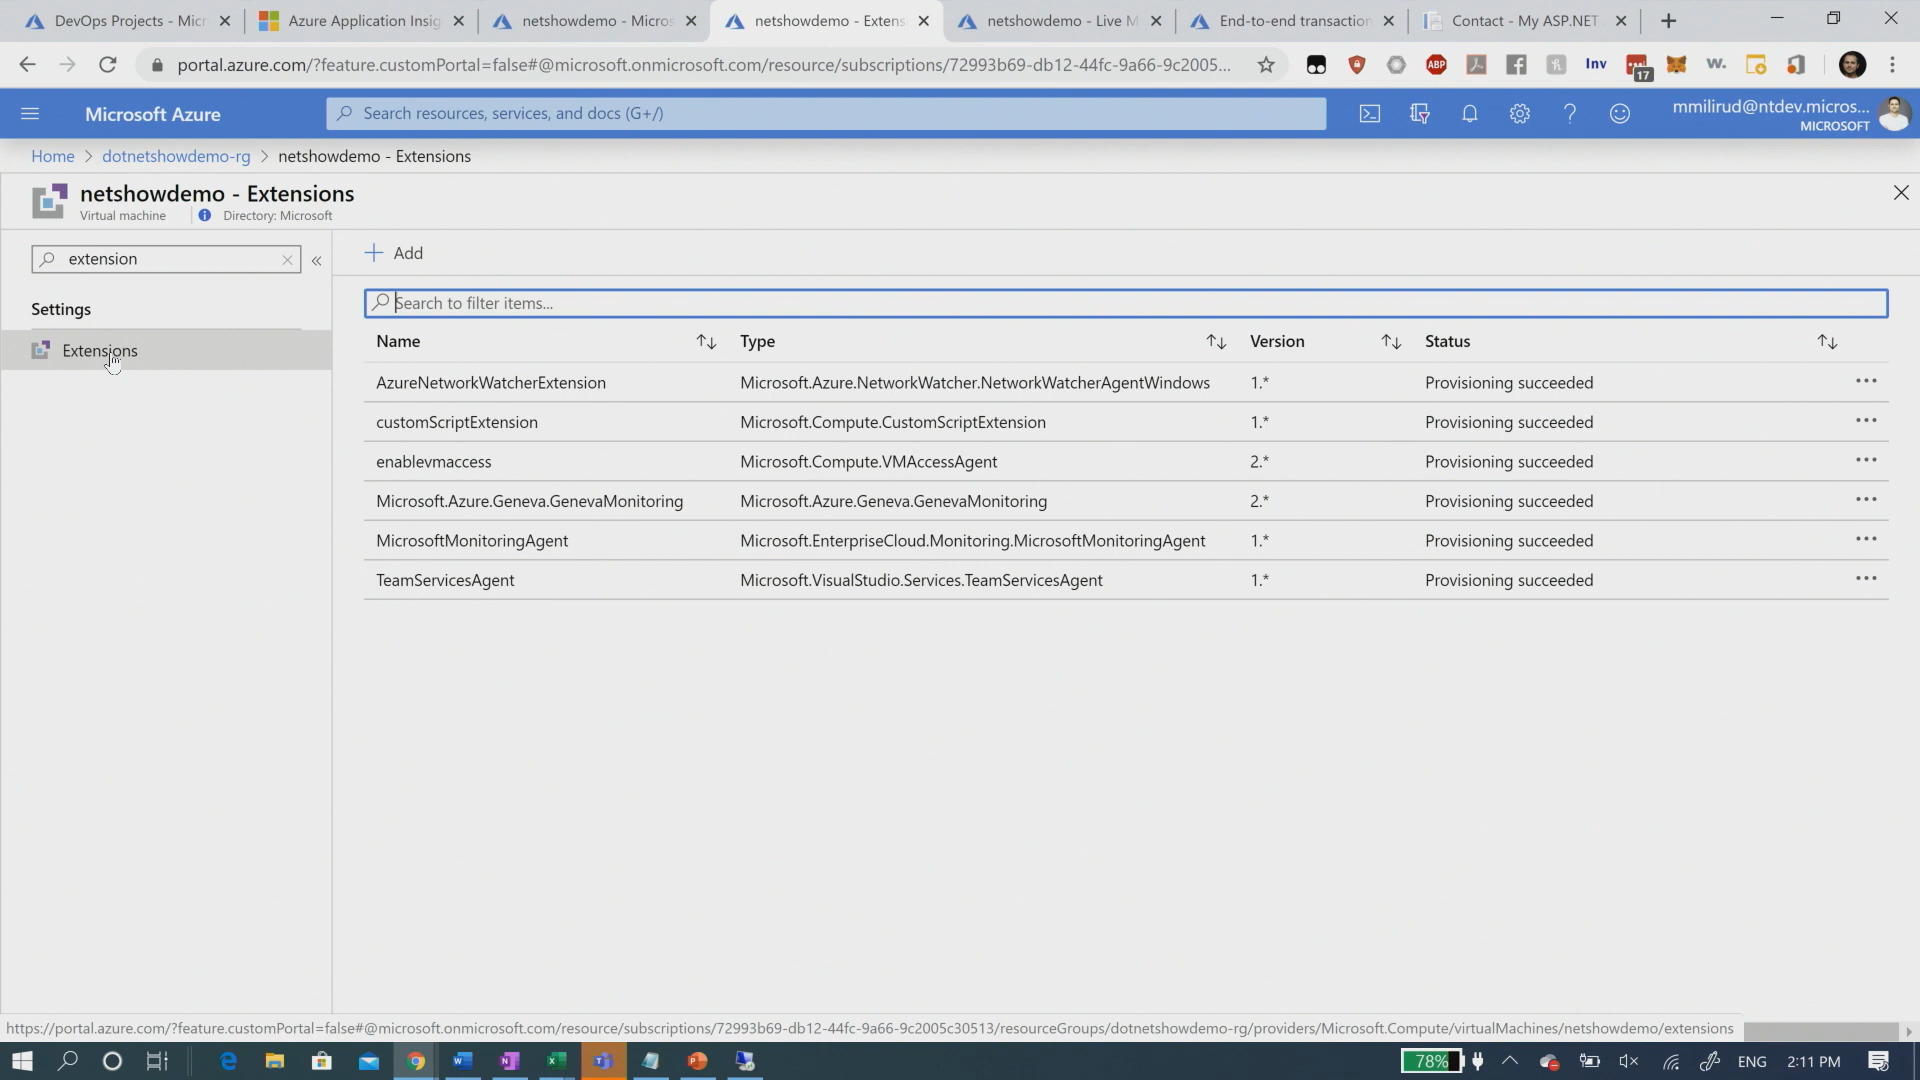 DevOps Projects - Micr
Azure Application Insig
netshowdemo - Micros
netshowdemo - Extens
netshowdemo - Live M
End-to-end transaction
Contact - My ASP.NET
portal.azure.com/?feature.customPortal=false#@microsoft.onmicrosoft.com/resource/subscriptions/72993b69-db12-44fc-9a66-9c2005...
ABP
Inv
17
w.
Microsoft Azure
Search resources, services, and docs (G+/)
mmilirud@ntdev.micros...
MICROSOFT
Home > dotnetshowdemo-rg > netshowdemo - Extensions
netshowdemo - Extensions
Virtual machine
Directory: Microsoft
extension
«
Add
Settings
Extensions
Search to filter items...
Name Type Version Status
AzureNetworkWatcherExtension Microsoft.Azure.NetworkWatcher.NetworkWatcherAgentWindows 1.* Provisioning succeeded
customScriptExtension Microsoft.Compute.CustomScriptExtension 1.* Provisioning succeeded
enablevmaccess Microsoft.Compute.VMAccessAgent 2.* Provisioning succeeded
Microsoft.Azure.Geneva.GenevaMonitoring Microsoft.Azure.Geneva.GenevaMonitoring 2.* Provisioning succeeded
MicrosoftMonitoringAgent Microsoft.EnterpriseCloud.Monitoring.MicrosoftMonitoringAgent 1.* Provisioning succeeded
TeamServicesAgent Microsoft.VisualStudio.Services.TeamServicesAgent 1.* Provisioning succeeded
https://portal.azure.com/?feature.customPortal=false#@microsoft.onmicrosoft.com/resource/subscriptions/72993b69-db12-44fc-9a66-9c2005c30513/resourceGroups/dotnetshowdemo-rg/providers/Microsoft.Compute/virtualMachines/netshowdemo/extensions
78%
ENG
2:11 PM